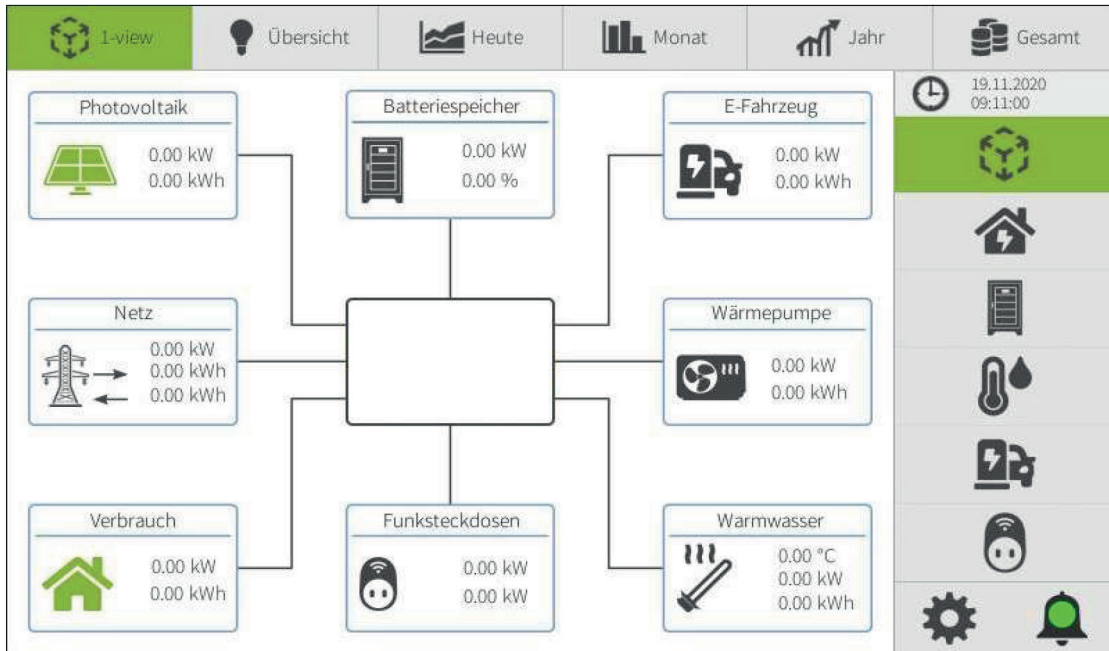 1-view
Übersicht
Heute
Monat
Jahr
Gesamt
19.11.2020
09:11:00
Photovoltaik
0.00 kW
0.00 kWh
Batteriespeicher
0.00 kW
0.00 %
E-Fahrzeug
0.00 kW
0.00 kWh
Netz
0.00 kW
0.00 kWh
0.00 kWh
Wärmepumpe
0.00 kW
0.00 kWh
Verbrauch
0.00 kW
0.00 kWh
Funksteckdosen
0.00 kW
0.00 kW
Warmwasser
0.00 °C
0.00 kW
0.00 kWh